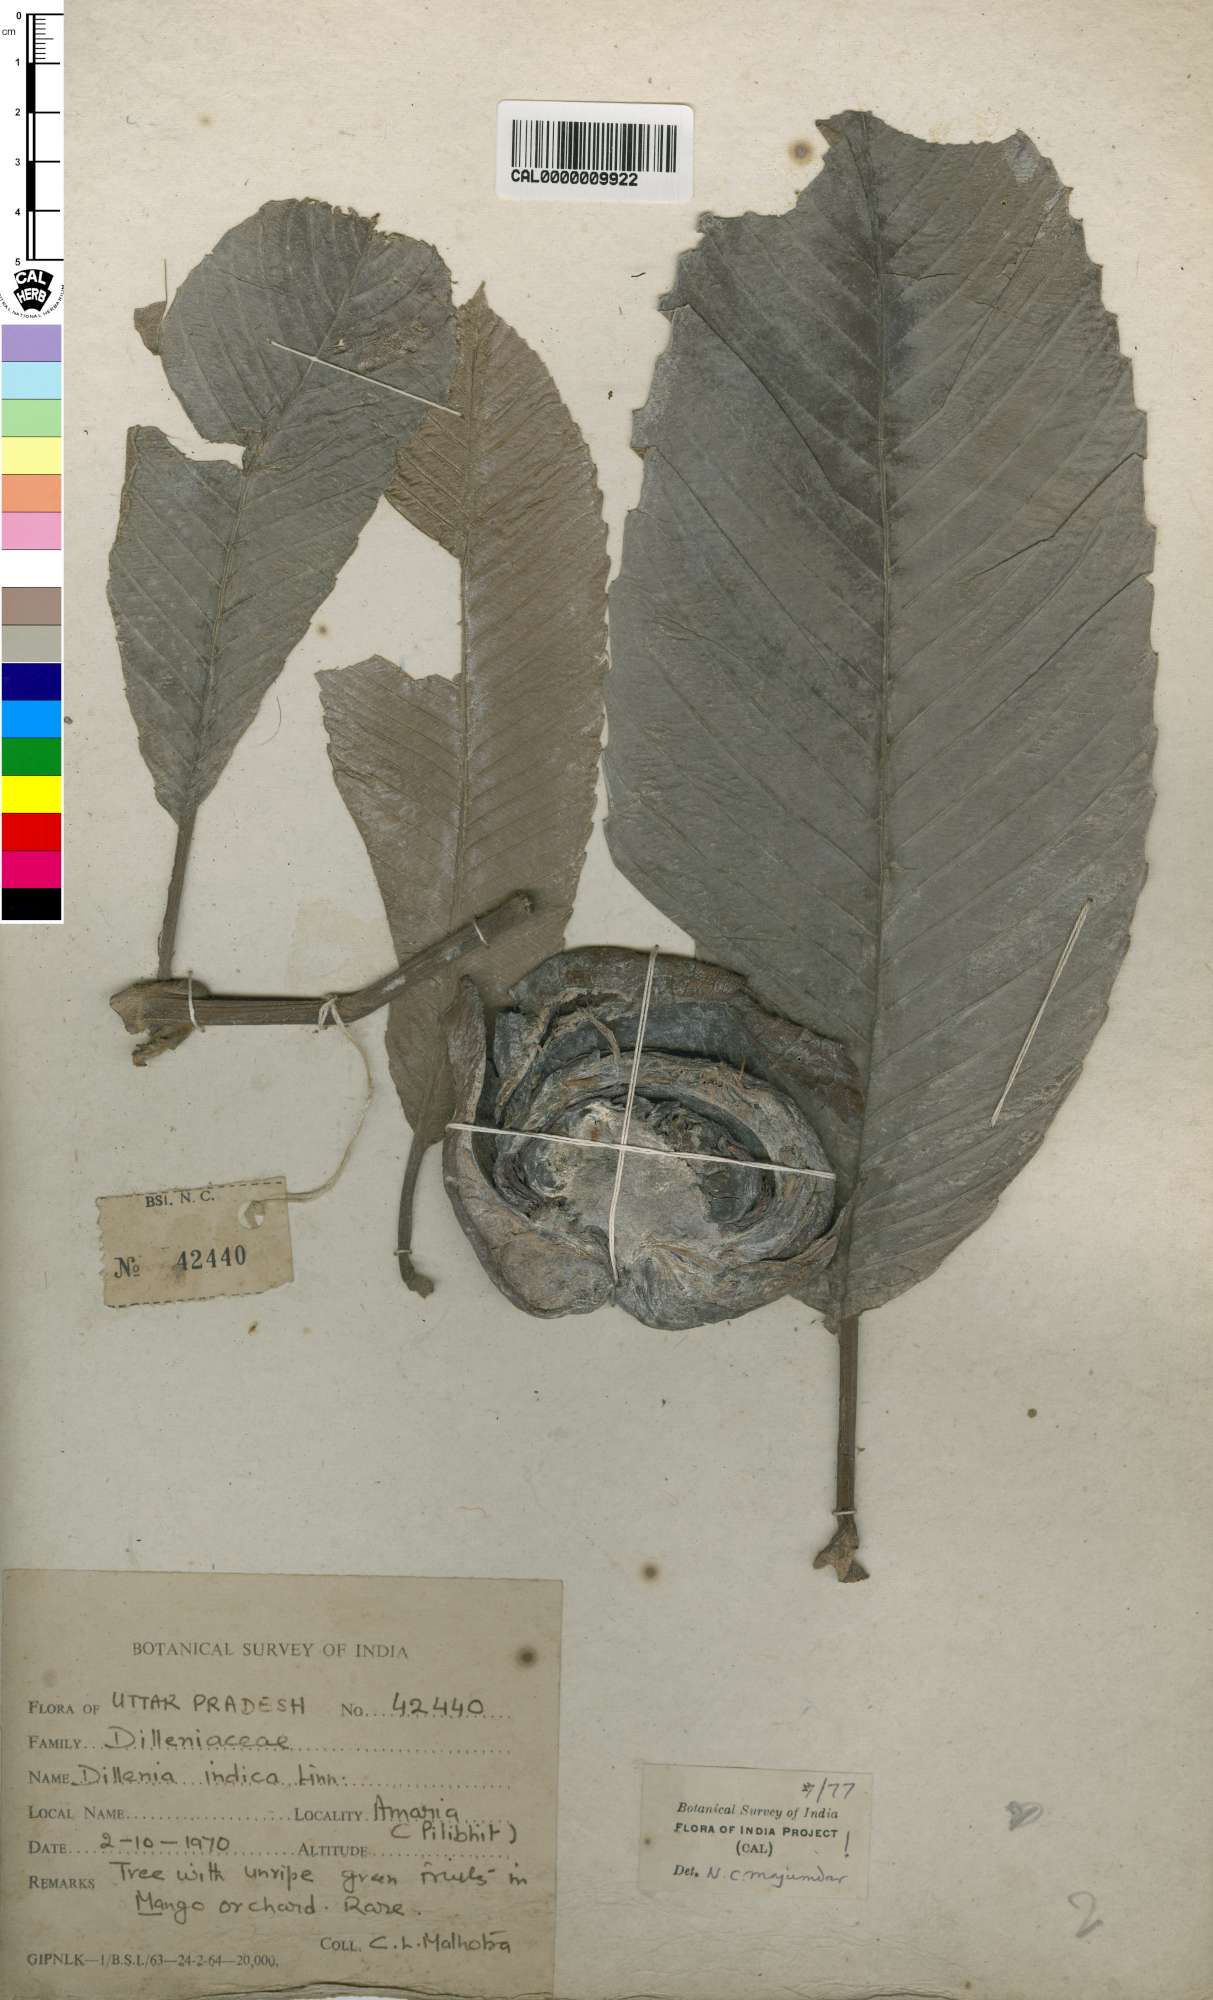 0
cm
1
2
3
4
5
CAL
HERB
CENTRAL NATIONAL HERBARIUM
CAL0000009922
BSI. N. C.
No 42440
BOTANICAL SURVEY OF INDIA
FLORA OF UTTAR PRADESH No. 42440
FAMILY Dilleniaceae
NAME Dillenia indica Linn.
LOCAL NAME LOCALITY Amaria
(Pilibhit)
DATE 2-10-1970 ALTITUDE
REMARKS Tree with unripe green fruits in
Mango orchard. Rare.
COLL. C. L. Malhotra
GIPNLK—1/B.S.I./63—24-2-64—20,000.
/77
Botanical Survey of India
FLORA OF INDIA PROJECT !
(CAL)
Det. N. C. Majumdar
2